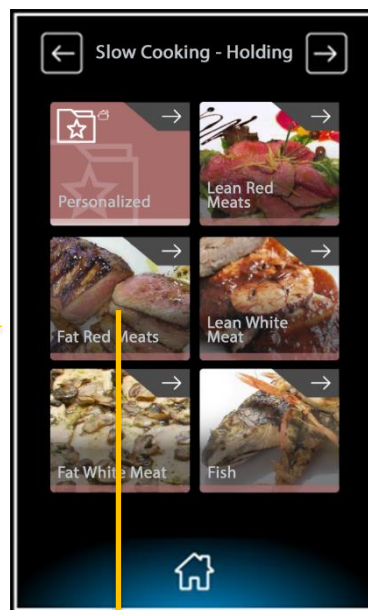 Slow Cooking - Holding
Personalized
Lean Red
Meats
Fat Red Meats
Lean White
Meat
Fat White Meat
Fish